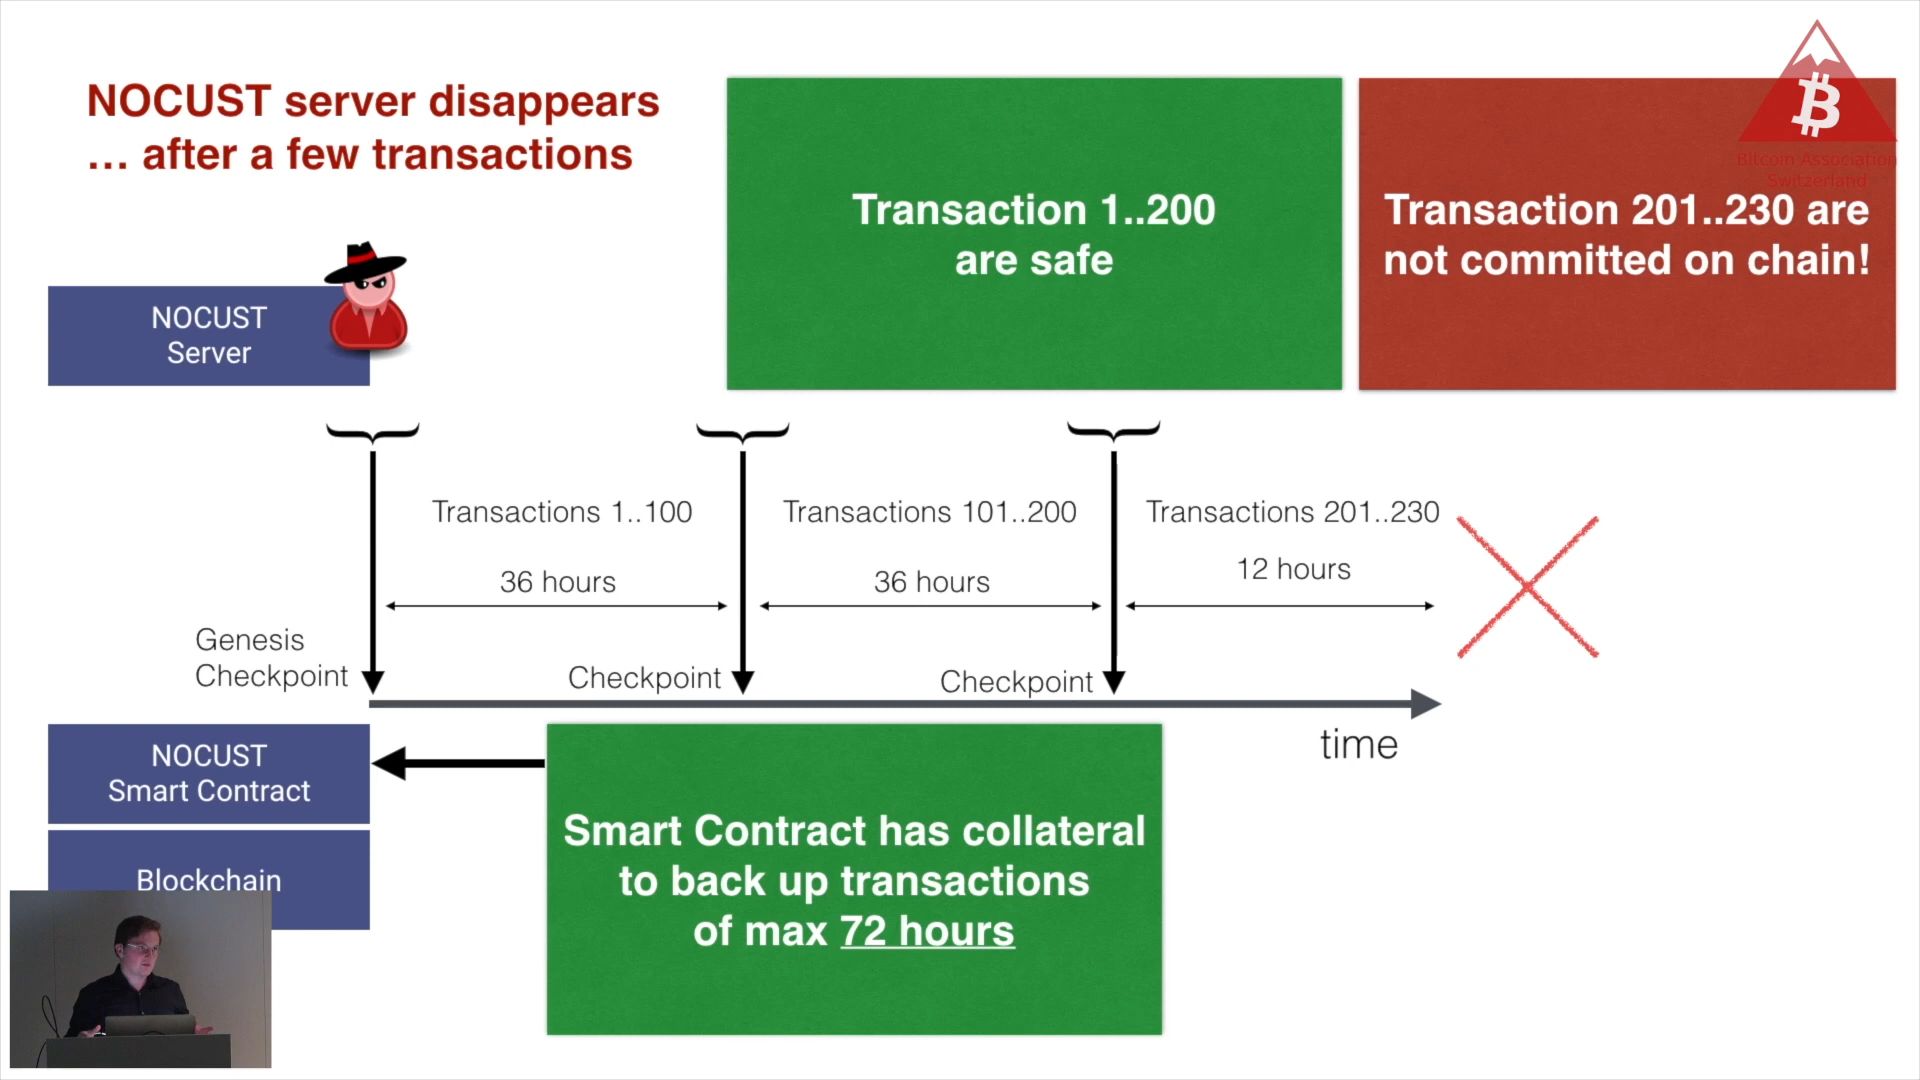 NOCUST server disappears
… after a few transactions
Transaction 1..200
are safe
Bitcoin Association
Switzerland
Transaction 201..230 are
not committed on chain!
NOCUST
Server
Transactions 1..100
Transactions 101..200
Transactions 201..230
36 hours
36 hours
12 hours
Genesis
Checkpoint
Checkpoint
Checkpoint
time
NOCUST
Smart Contract
Blockchain
Smart Contract has collateral
to back up transactions
of max 72 hours